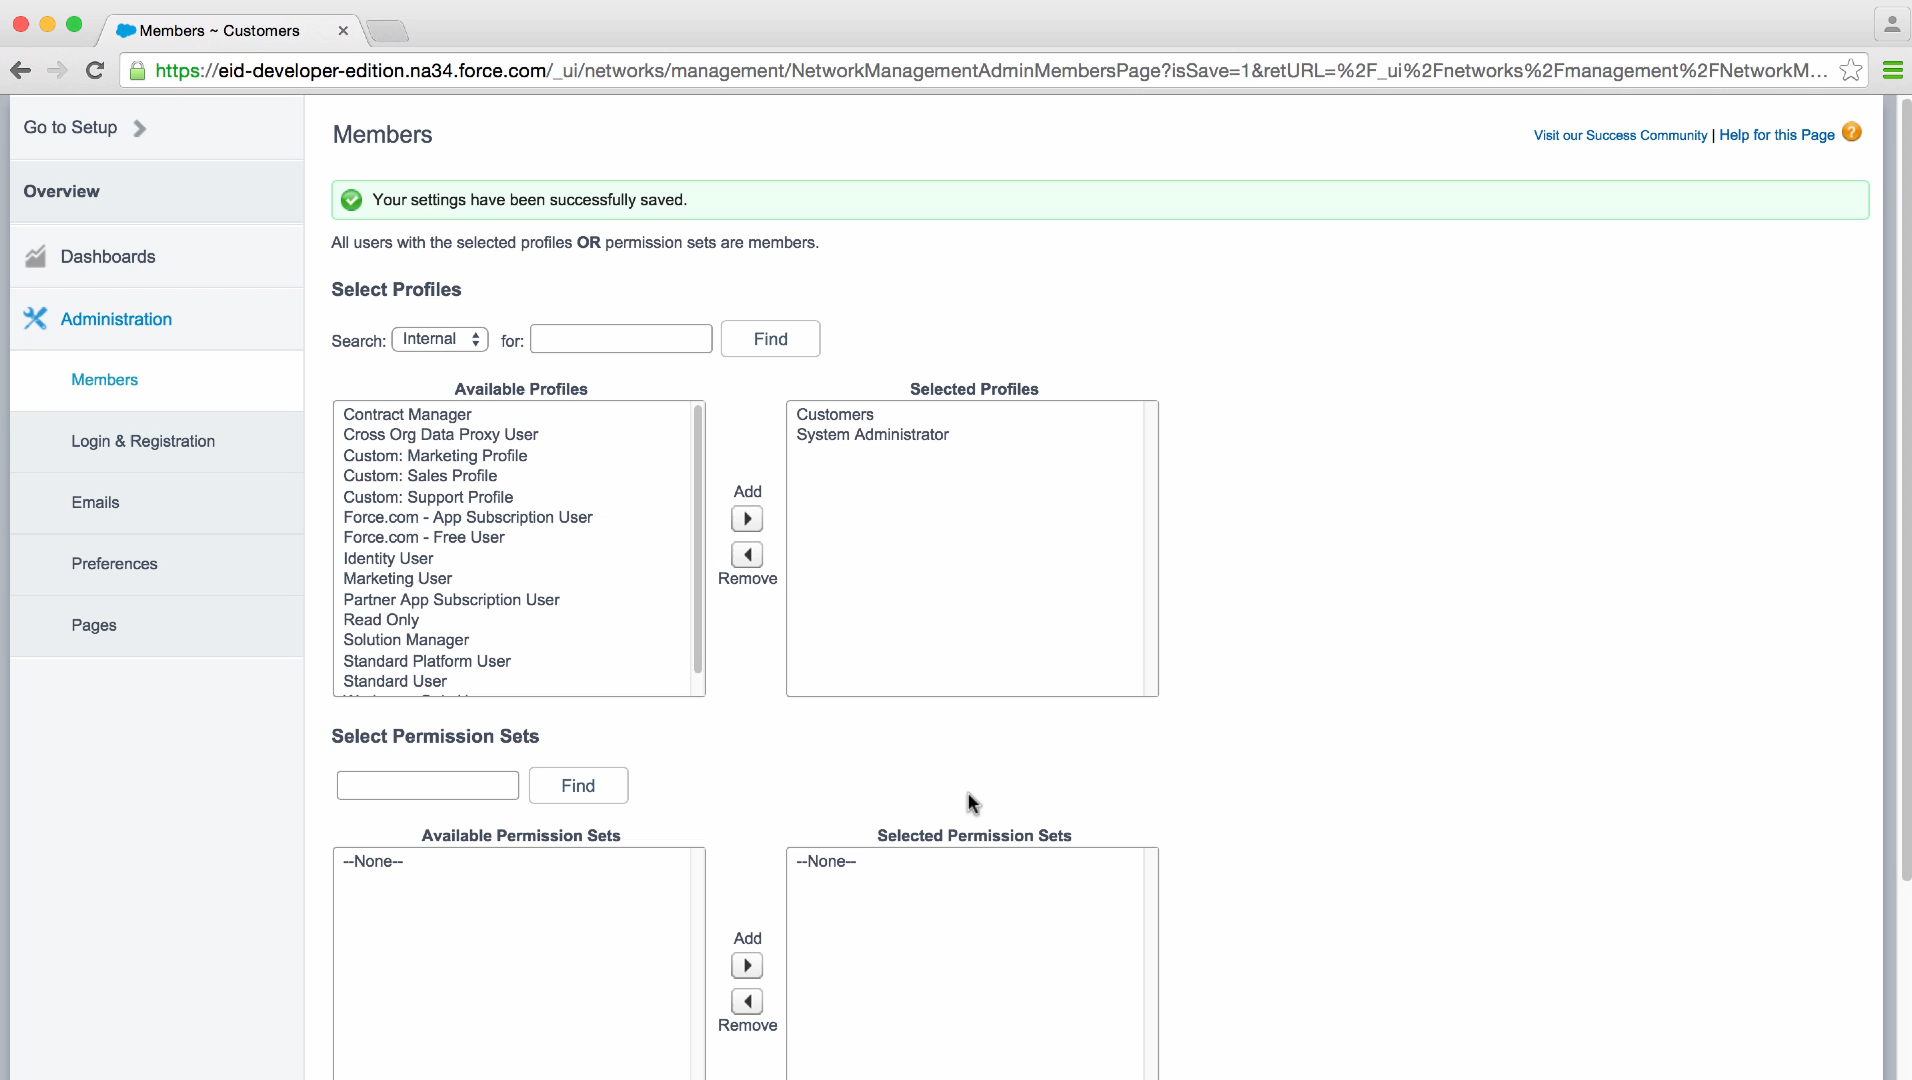 Members ~ Customers
https://eid-developer-edition.na34.force.com/_ui/networks/management/NetworkManagementAdminMembersPage?isSave=1&retURL=%2F_ui%2Fnetworks%2Fmanagement%2FNetworkM...
Go to Setup
Members
Visit our Success Community | Help for this Page ?
Overview
Your settings have been successfully saved.
All users with the selected profiles OR permission sets are members.
Dashboards
Select Profiles
Administration
Search: Internal for: Find
Members
Available Profiles
Selected Profiles
Contract Manager
Cross Org Data Proxy User
Custom: Marketing Profile
Custom: Sales Profile
Custom: Support Profile
Force.com - App Subscription User
Force.com - Free User
Identity User
Marketing User
Partner App Subscription User
Read Only
Solution Manager
Standard Platform User
Standard User
Customers
System Administrator
Add
Remove
Login & Registration
Emails
Preferences
Pages
Select Permission Sets
Find
Available Permission Sets
Selected Permission Sets
--None--
--None--
Add
Remove